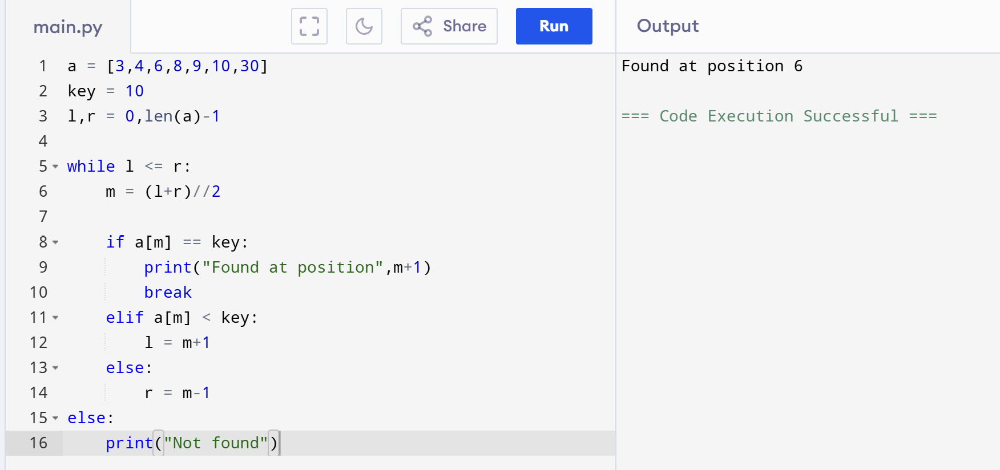 main.py Share Run Output
1 a = [3,4,6,8,9,10,30]
2 key = 10
3 l,r = 0,len(a)-1
4
5 while l <= r:
6     m = (l+r)//2
7
8     if a[m] == key:
9         print("Found at position",m+1)
10         break
11     elif a[m] < key:
12         l = m+1
13     else:
14         r = m-1
15 else:
16     print("Not found")
Found at position 6
=== Code Execution Successful ===